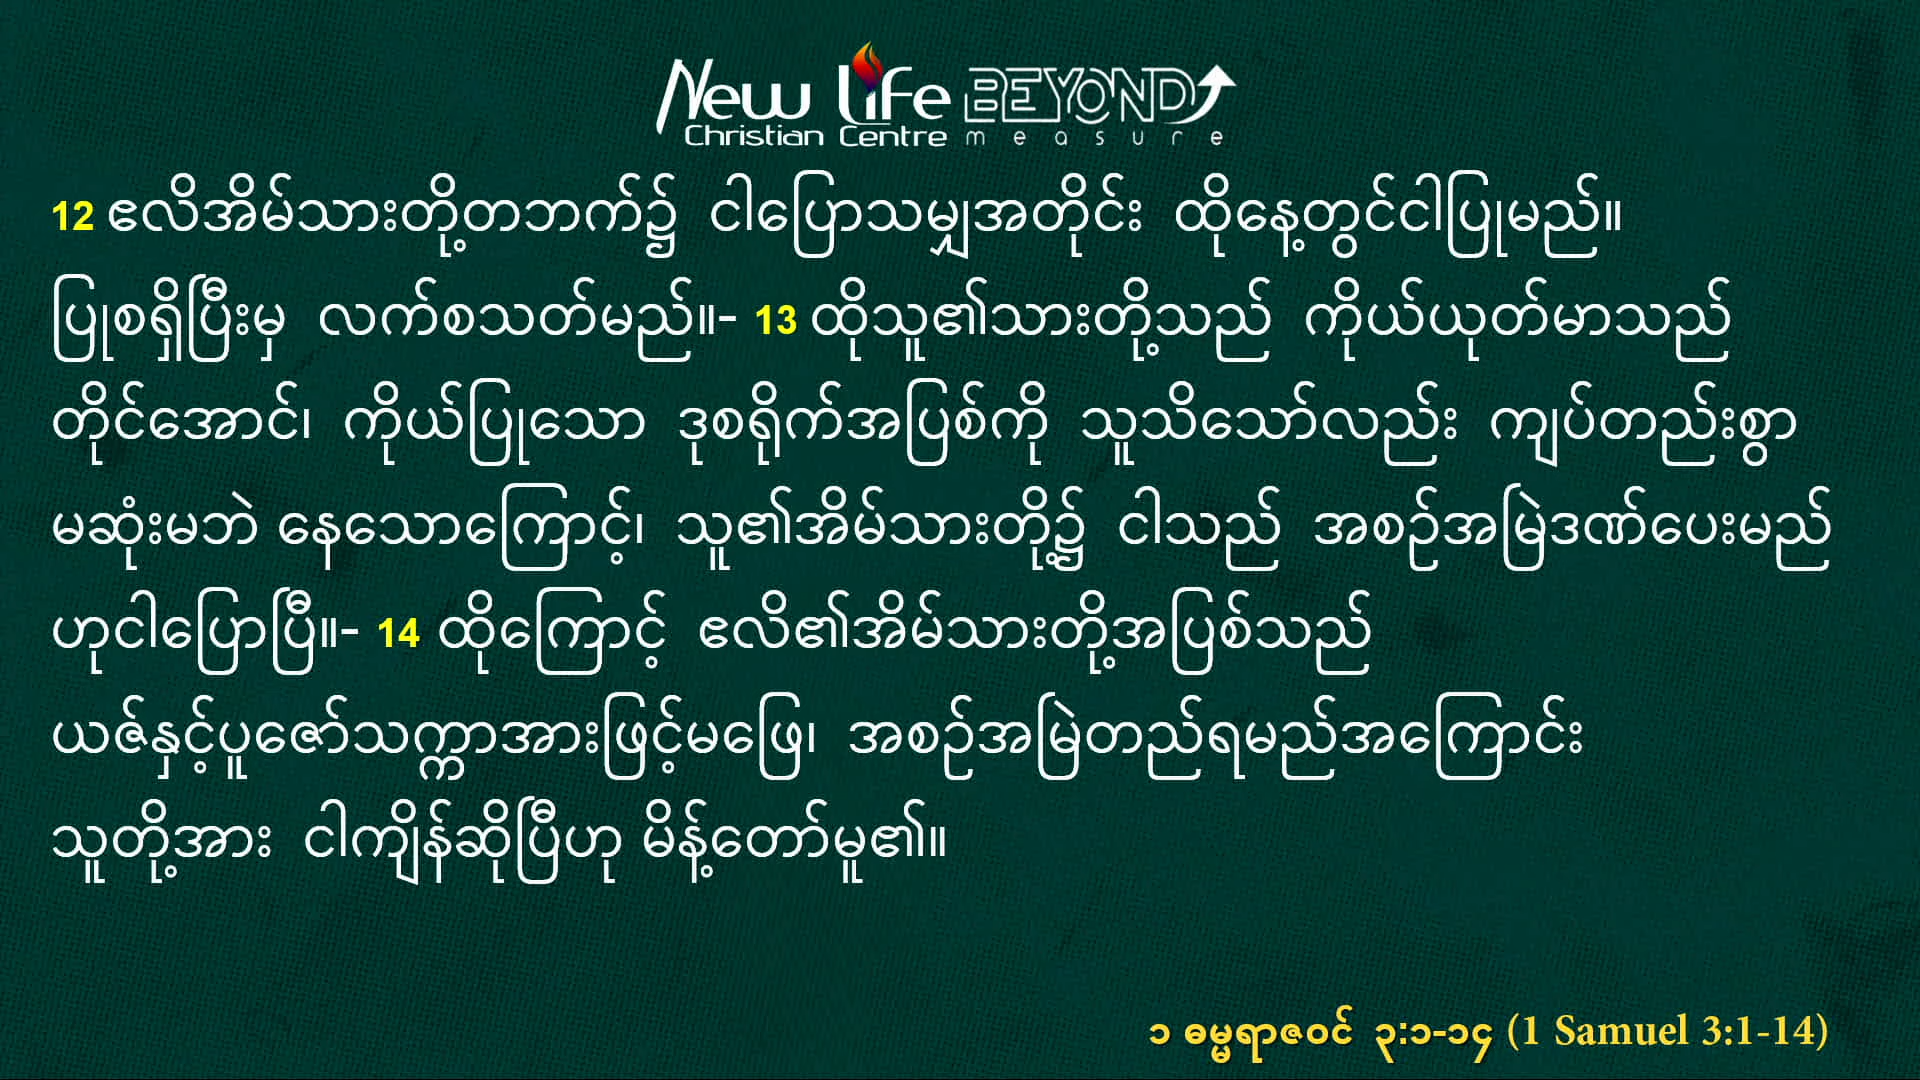 New Life BEYOND
Christian Centre measure
12 ဧလိအိမ်သားတို့တဘက်၌ ငါပြောသမျှအတိုင်း ထိုနေ့တွင်ငါပြုမည်။
ပြုစရှိပြီးမှ လက်စသတ်မည်။- 13 ထိုသူ၏သားတို့သည် ကိုယ်ယုတ်မာသည်
တိုင်အောင်၊ ကိုယ်ပြုသော ဒုစရိုက်အပြစ်ကို သူသိသော်လည်း ကျပ်တည်းစွာ
မဆုံးမဘဲ နေသောကြောင့်၊ သူ၏အိမ်သားတို့၌ ငါသည် အစဉ်အမြဲဒဏ်ပေးမည်
ဟုငါပြောပြီ။- 14 ထိုကြောင့် ဧလိ၏အိမ်သားတို့အပြစ်သည်
ယဇ်နှင့်ပူဇော်သက္ကာအားဖြင့်မဖြေ၊ အစဉ်အမြဲတည်ရမည်အကြောင်း
သူတို့အား ငါကျိန်ဆိုပြီဟု မိန့်တော်မူ၏။
၁ ဓမ္မရာဇဝင် ၃:၁-၁၄ (1 Samuel 3:1-14)